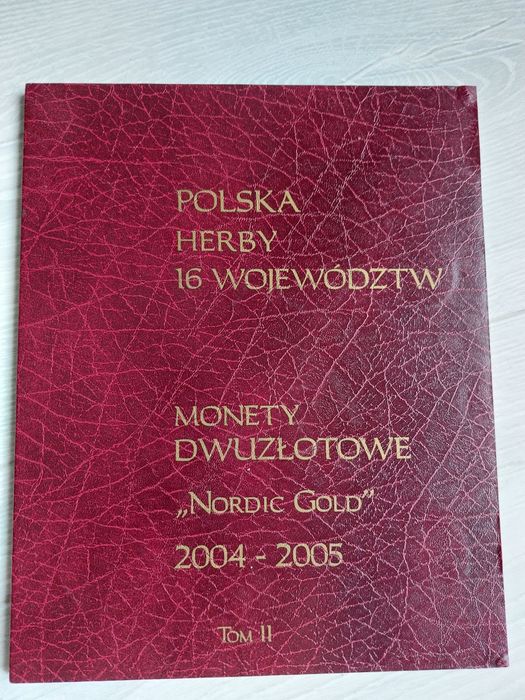 POLSKA
HERBY
16 WOJEWÓDZTW
MONETY
DWUZŁOTOWE
„NORDIC GOLD”
2004 - 2005
TOM II